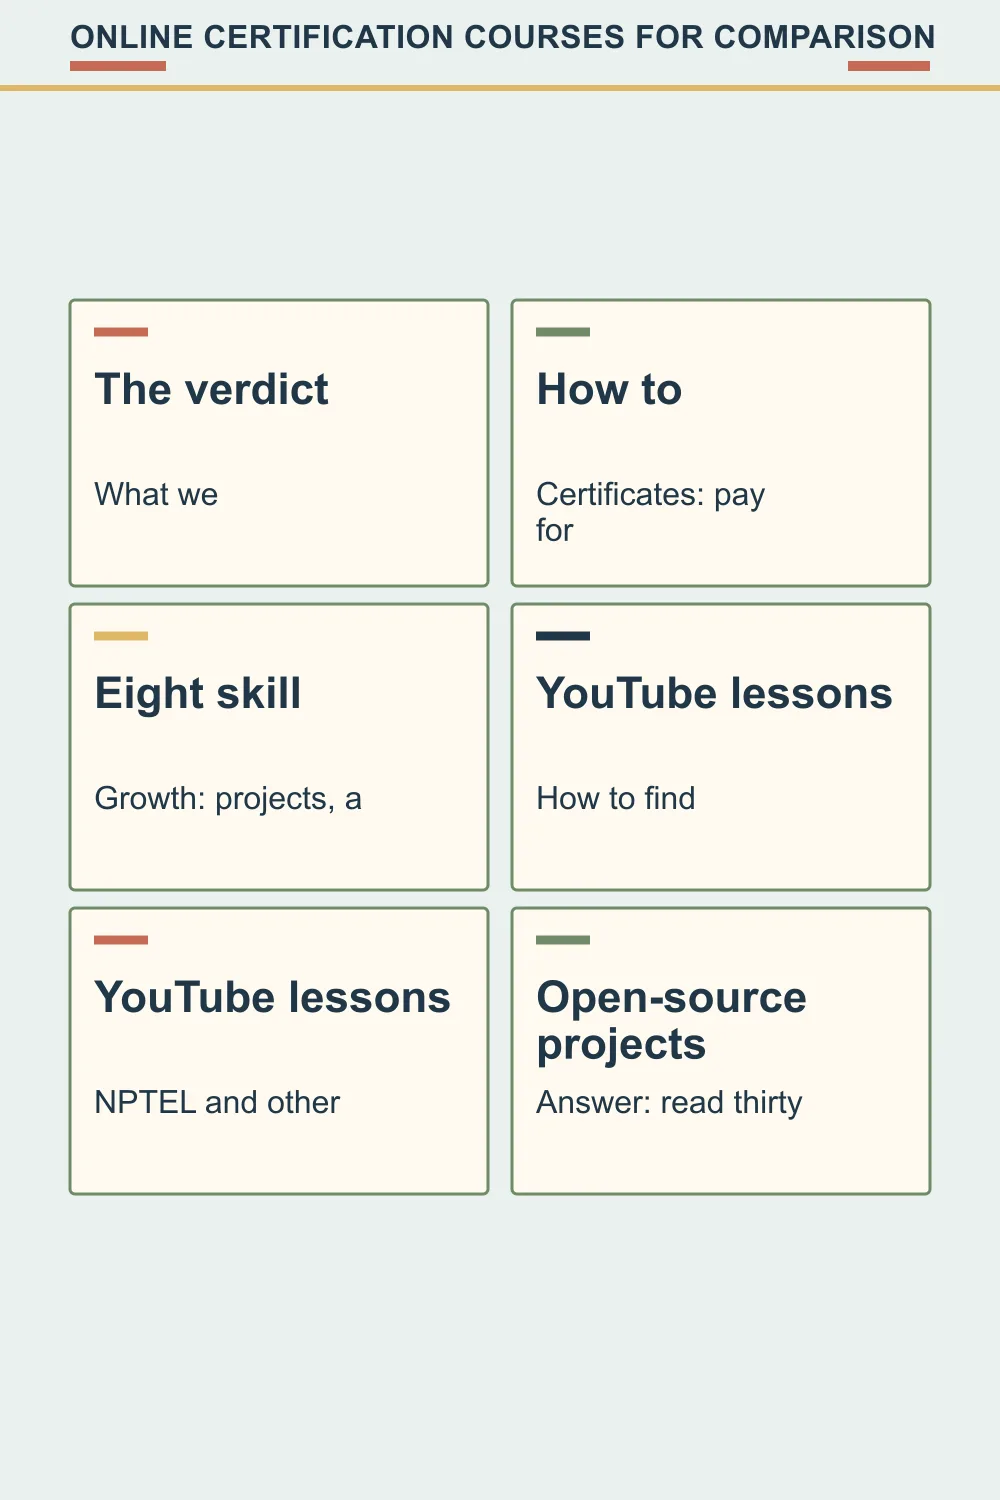 ONLINE CERTIFICATION COURSES FOR COMPARISON
The verdict
What we
How to
Certificates: pay
for
Eight skill
Growth: projects, a
YouTube lessons
How to find
YouTube lessons
NPTEL and other
Open-source
projects
Answer: read thirty